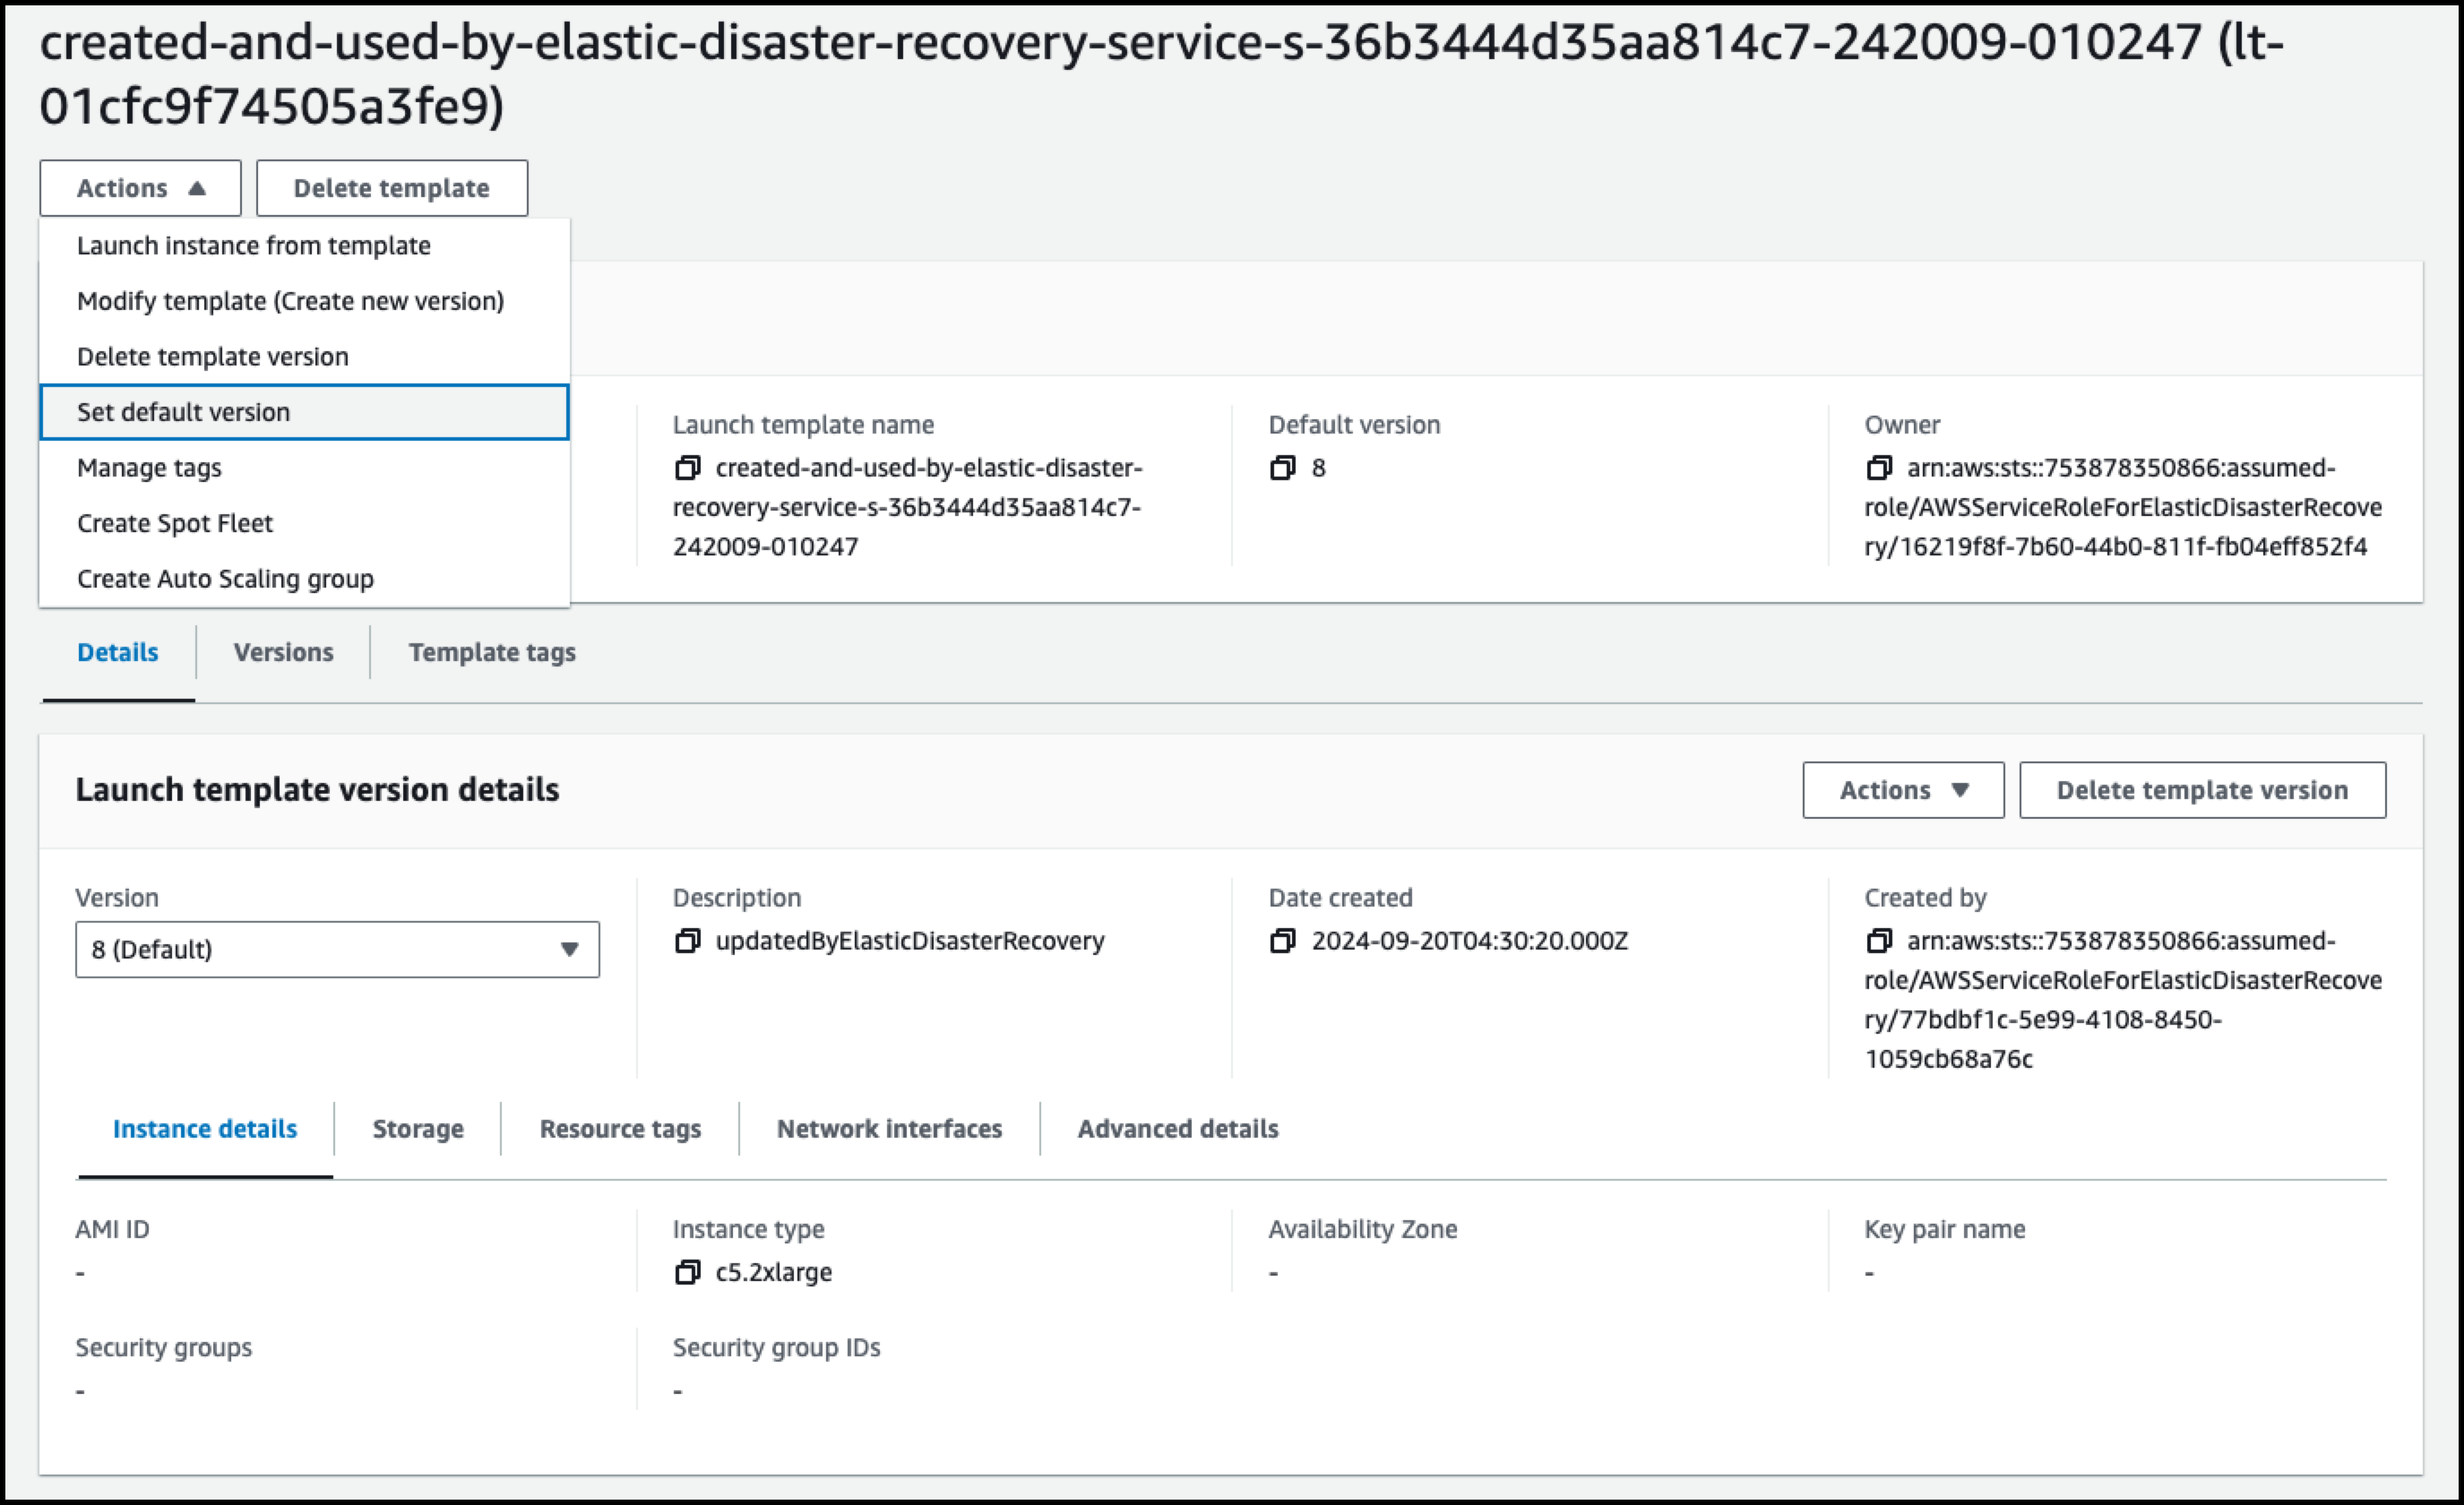 created-and-used-by-elastic-disaster-recovery-service-s-36b3444d35aa814c7-242009-010247 (lt-
01cfc9f74505a3fe9)
Actions
Delete template
Launch instance from template
Modify template (Create new version)
Delete template version
Set default version
Manage tags
Create Spot Fleet
Create Auto Scaling group
Launch template name
created-and-used-by-elastic-disaster-
recovery-service-s-36b3444d35aa814c7-
242009-010247
Default version
8
Owner
arn:aws:sts::753878350866:assumed-
role/AWSServiceRoleForElasticDisasterRecove
ry/16219f8f-7b60-44b0-811f-fb04eff852f4
Details
Versions
Template tags
Launch template version details
Actions
Delete template version
Version
8 (Default)
Description
updatedByElasticDisasterRecovery
Date created
2024-09-20T04:30:20.000Z
Created by
arn:aws:sts::753878350866:assumed-
role/AWSServiceRoleForElasticDisasterRecove
ry/77bdbf1c-5e99-4108-8450-
1059cb68a76c
Instance details
Storage
Resource tags
Network interfaces
Advanced details
AMI ID
-
Instance type
c5.2xlarge
Availability Zone
-
Key pair name
-
Security groups
-
Security group IDs
-